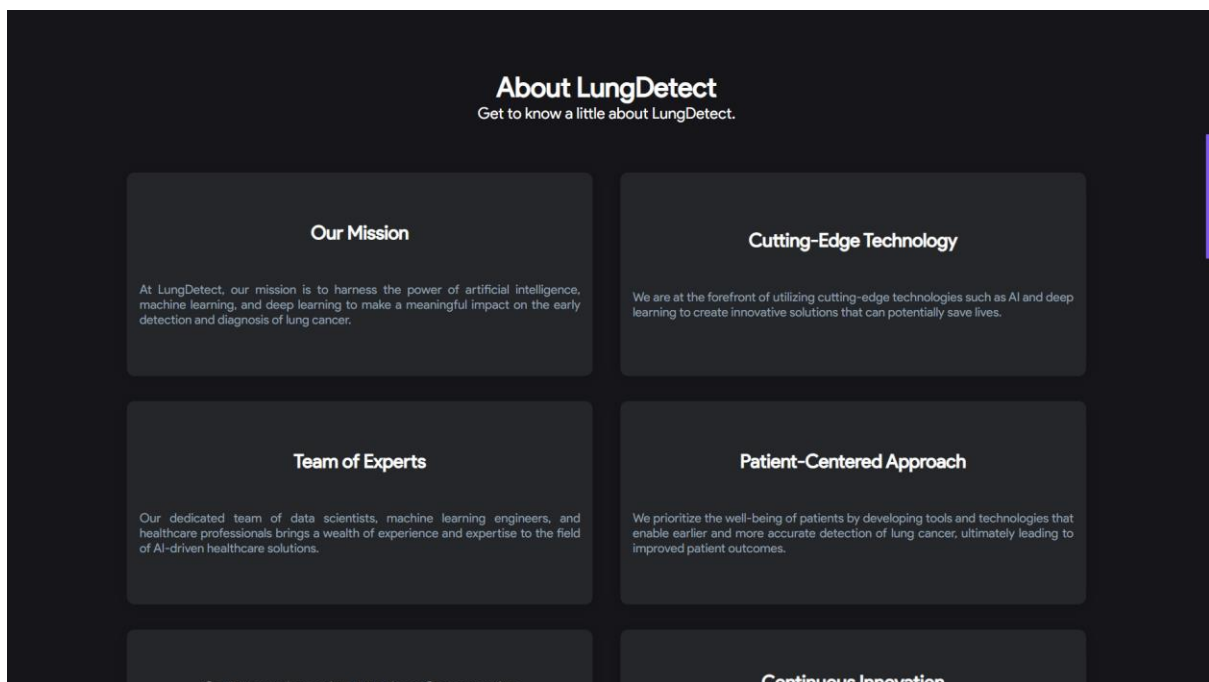 About LungDetect
Get to know a little about LungDetect.
Our Mission
At LungDetect, our mission is to harness the power of artificial intelligence,
machine learning, and deep learning to make a meaningful impact on the early
detection and diagnosis of lung cancer.
Cutting-Edge Technology
We are at the forefront of utilizing cutting-edge technologies such as AI and deep
learning to create innovative solutions that can potentially save lives.
Team of Experts
Our dedicated team of data scientists, machine learning engineers, and
healthcare professionals brings a wealth of experience and expertise to the field
of AI-driven healthcare solutions.
Patient-Centered Approach
We prioritize the well-being of patients by developing tools and technologies that
enable earlier and more accurate detection of lung cancer, ultimately leading to
improved patient outcomes.
Continuous Innovation